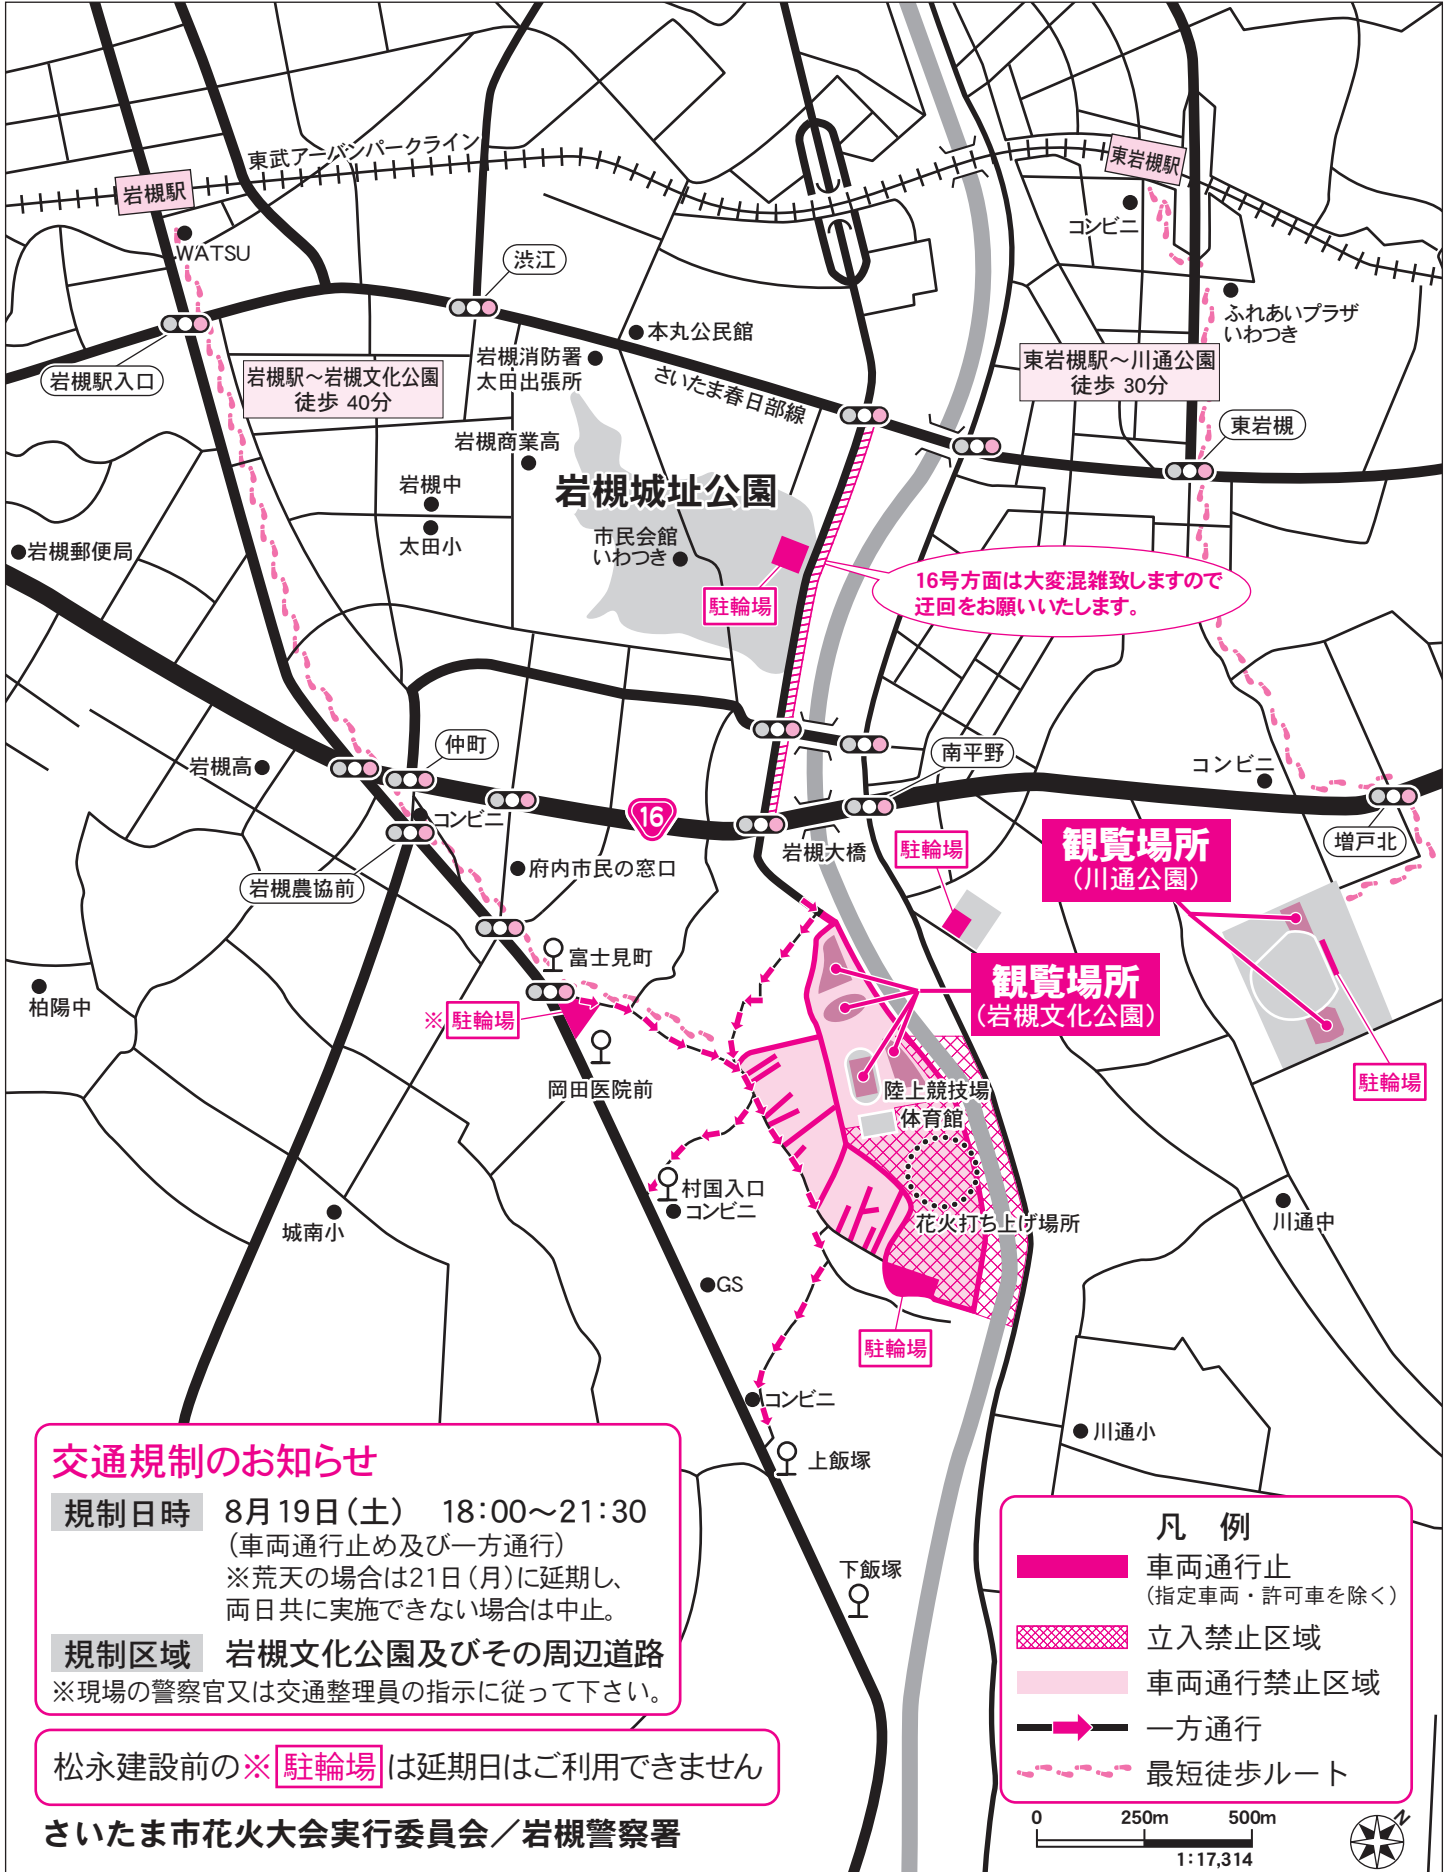 東武アーバンパークライン
岩槻駅
東岩槻駅
コンビニ
WATSU
渋江
ふれあいプラザ
いわつき
本丸公民館
岩槻消防署
太田出張所
岩槻駅入口
岩槻駅～岩槻文化公園
徒歩 40分
さいたま春日部線
東岩槻駅～川通公園
徒歩 30分
東岩槻
岩槻商業高
岩槻城址公園
岩槻中
太田小
市民会館
いわつき
岩槻郵便局
駐輪場
16号方面は大変混雑致しますので
迂回をお願いいたします。
仲町
南平野
岩槻高
コンビニ
コンビニ
16
岩槻大橋
増戸北
駐輪場
観覧場所
（川通公園）
府内市民の窓口
岩槻農協前
富士見町
観覧場所
（岩槻文化公園）
柏陽中
※駐輪場
岡田医院前
駐輪場
陸上競技場
体育館
村国入口
コンビニ
城南小
花火打ち上げ場所
川通中
GS
駐輪場
コンビニ
上飯塚
川通小
下飯塚
交通規制のお知らせ
規制日時 8月19日（土） 18：00～21：30
（車両通行止め及び一方通行）
※荒天の場合は21日（月）に延期し、
両日共に実施できない場合は中止。
規制区域 岩槻文化公園及びその周辺道路
※現場の警察官又は交通整理員の指示に従って下さい。
松永建設前の※駐輪場は延期日はご利用できません
さいたま市花火大会実行委員会／岩槻警察署
凡 例
車両通行止
（指定車両・許可車を除く）
立入禁止区域
車両通行禁止区域
一方通行
最短徒歩ルート
0 250m 500m
1：17,314
N